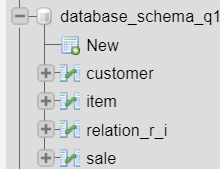 database_schema_q1
New
customer
item
relation_r_i
sale